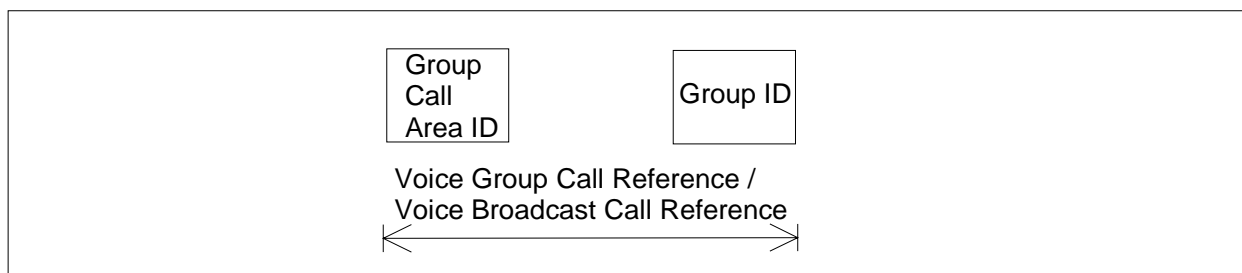 Group
Call
Area ID
Group ID
Voice Group Call Reference /
Voice Broadcast Call Reference